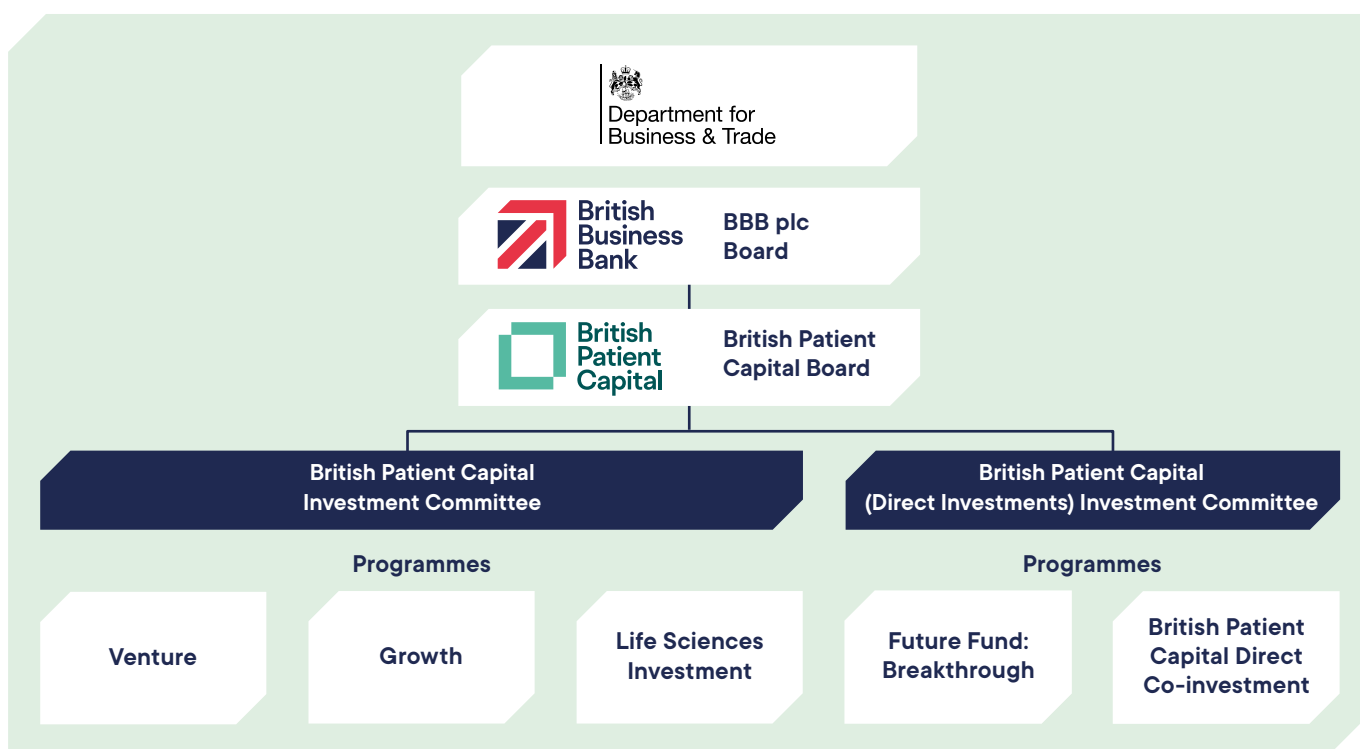 Department for
Business & Trade
British
Business
Bank
BBB plc
Board
British
Patient
Capital
British Patient
Capital Board
British Patient Capital
Investment Committee
British Patient Capital
(Direct Investments) Investment Committee
Programmes
Programmes
Venture
Growth
Life Sciences
Investment
Future Fund:
Breakthrough
British Patient
Capital Direct
Co-investment